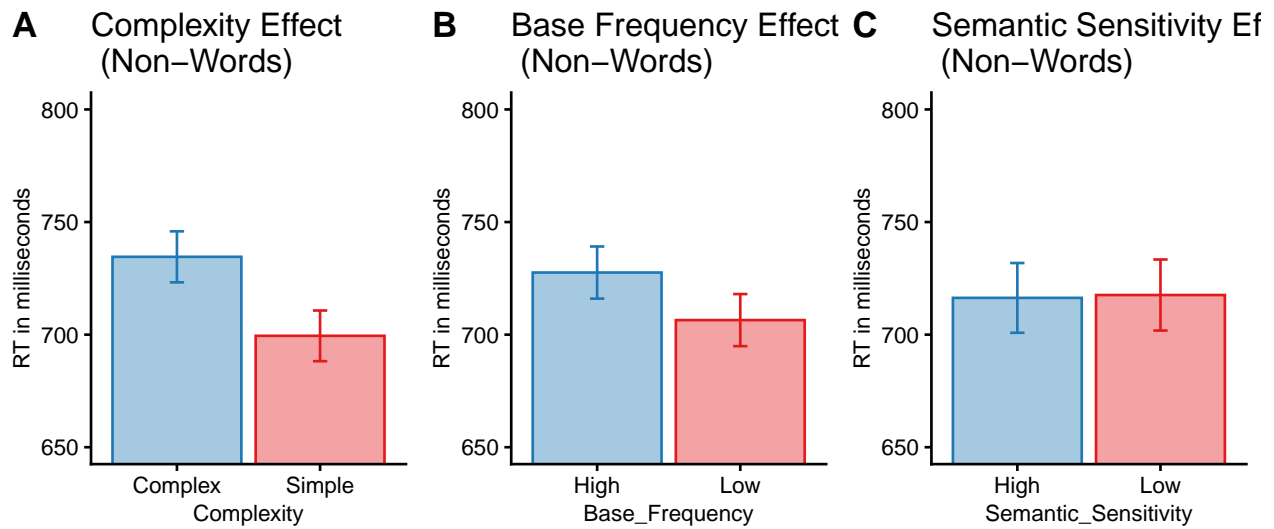 A Complexity Effect
(Non−Words)
800
750
700
650
RT in milliseconds
Complex Simple
Complexity
B Base Frequency Effect
(Non−Words)
800
750
700
650
RT in milliseconds
High Low
Base_Frequency
C Semantic Sensitivity Ef
(Non−Words)
800
750
700
650
RT in milliseconds
High Low
Semantic_Sensitivity